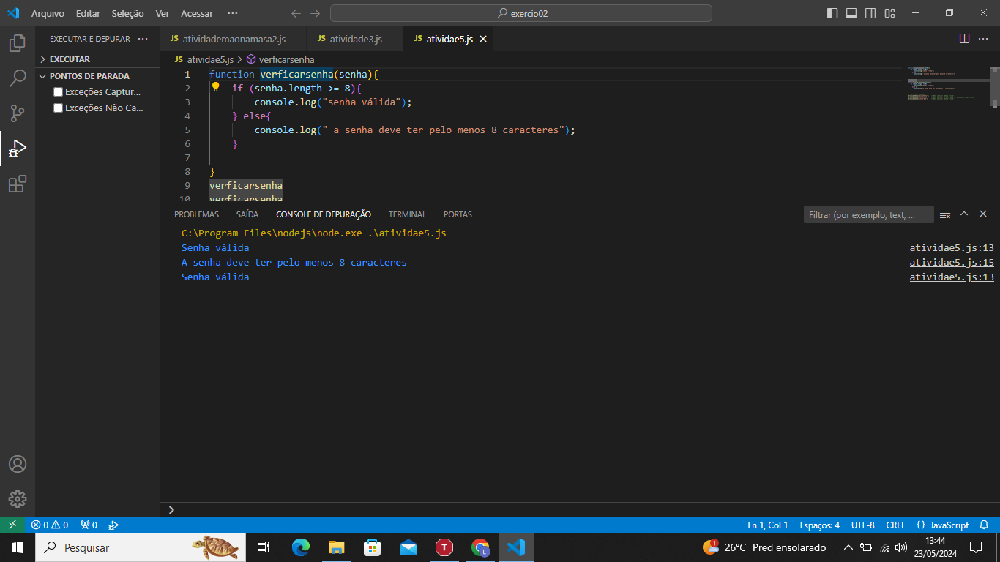 Arquivo Editar Seleção Ver Acessar ··· exercio02
EXECUTAR E DEPURAR ···
EXECUTAR
PONTOS DE PARADA
Exceções Captur...
Exceções Não Ca...
JS atividademaonamasa2.js JS atividade3.js JS atividae5.js
JS atividae5.js > verficarsenha
1 function verficarsenha(senha){
2 if (senha.length >= 8){
3 console.log("senha válida");
4 } else{
5 console.log(" a senha deve ter pelo menos 8 caracteres");
6 }
7
8 }
9 verficarsenha
10 verficarsenha
PROBLEMAS SAÍDA CONSOLE DE DEPURAÇÃO TERMINAL PORTAS Filtrar (por exemplo, text, ...
C:\Program Files\nodejs\node.exe .\atividae5.js
Senha válida atividae5.js:13
A senha deve ter pelo menos 8 caracteres atividae5.js:15
Senha válida atividae5.js:13
0 0 0 Ln 1, Col 1 Espaços: 4 UTF-8 CRLF {} JavaScript
Pesquisar T L 1 26°C Pred ensolarado 13:44
23/05/2024